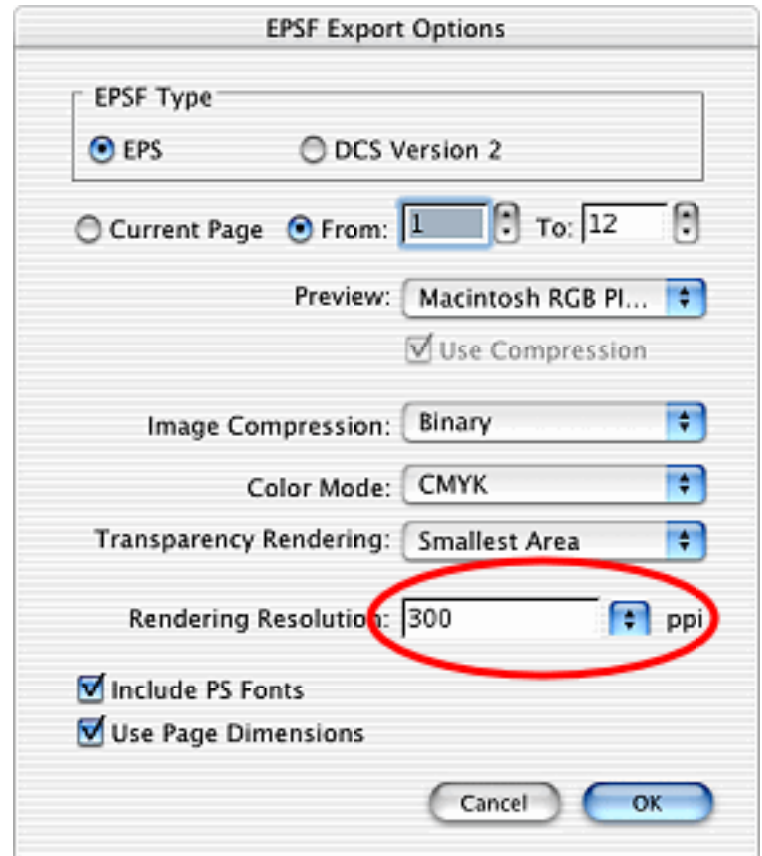 EPSF Export Options
EPSF Type
EPS DCS Version 2
Current Page From: 1 To: 12
Preview: Macintosh RGB PI...
Use Compression
Image Compression: Binary
Color Mode: CMYK
Transparency Rendering: Smallest Area
Rendering Resolution: 300 ppi
Include PS Fonts
Use Page Dimensions
Cancel OK